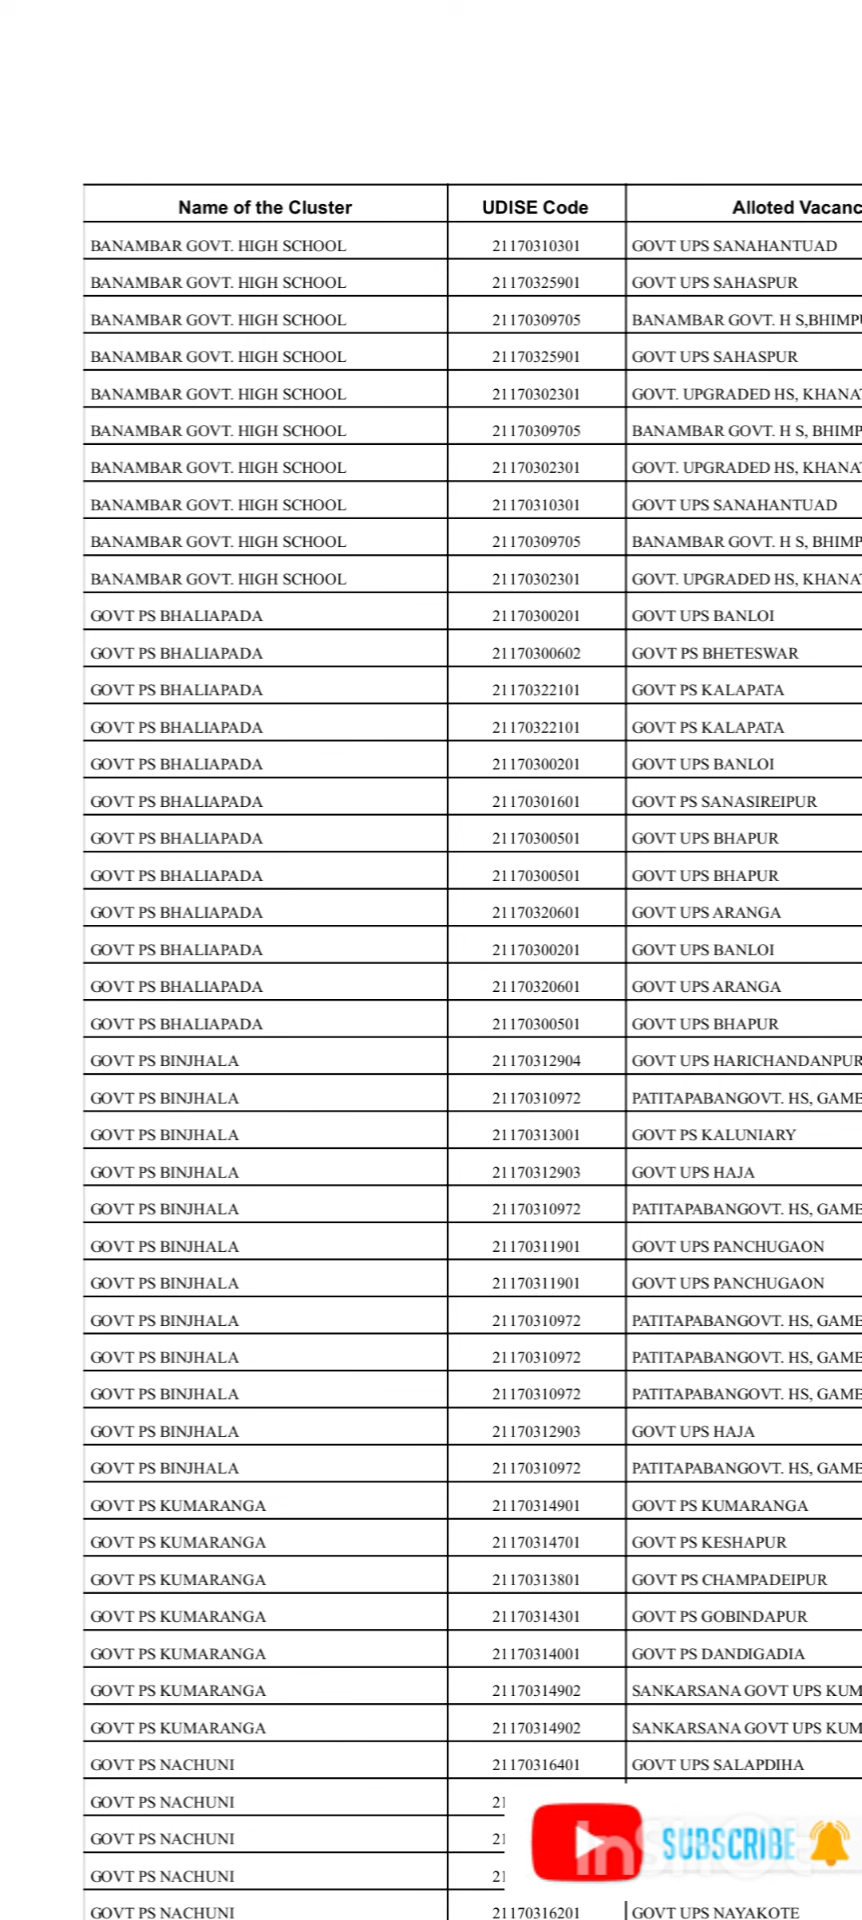 Name of the Cluster UDISE Code Alloted Vacanc
BANAMBAR GOVT. HIGH SCHOOL 21170310301 GOVT UPS SANAHANTUAD
BANAMBAR GOVT. HIGH SCHOOL 21170325901 GOVT UPS SAHASPUR
BANAMBAR GOVT. HIGH SCHOOL 21170309705 BANAMBAR GOVT. H S,BHIMPU
BANAMBAR GOVT. HIGH SCHOOL 21170325901 GOVT UPS SAHASPUR
BANAMBAR GOVT. HIGH SCHOOL 21170302301 GOVT. UPGRADED HS, KHANAT
BANAMBAR GOVT. HIGH SCHOOL 21170309705 BANAMBAR GOVT. H S, BHIMP
BANAMBAR GOVT. HIGH SCHOOL 21170302301 GOVT. UPGRADED HS, KHANAT
BANAMBAR GOVT. HIGH SCHOOL 21170310301 GOVT UPS SANAHANTUAD
BANAMBAR GOVT. HIGH SCHOOL 21170309705 BANAMBAR GOVT. H S, BHIMP
BANAMBAR GOVT. HIGH SCHOOL 21170302301 GOVT. UPGRADED HS, KHANAT
GOVT PS BHALIAPADA 21170300201 GOVT UPS BANLOI
GOVT PS BHALIAPADA 21170300602 GOVT PS BHETESWAR
GOVT PS BHALIAPADA 21170322101 GOVT PS KALAPATA
GOVT PS BHALIAPADA 21170322101 GOVT PS KALAPATA
GOVT PS BHALIAPADA 21170300201 GOVT UPS BANLOI
GOVT PS BHALIAPADA 21170301601 GOVT PS SANASIREIPUR
GOVT PS BHALIAPADA 21170300501 GOVT UPS BHAPUR
GOVT PS BHALIAPADA 21170300501 GOVT UPS BHAPUR
GOVT PS BHALIAPADA 21170320601 GOVT UPS ARANGA
GOVT PS BHALIAPADA 21170300201 GOVT UPS BANLOI
GOVT PS BHALIAPADA 21170320601 GOVT UPS ARANGA
GOVT PS BHALIAPADA 21170300501 GOVT UPS BHAPUR
GOVT PS BINJHALA 21170312904 GOVT UPS HARICHANDANPUR
GOVT PS BINJHALA 21170310972 PATITAPABANGOVT. HS, GAMB
GOVT PS BINJHALA 21170313001 GOVT PS KALUNIARY
GOVT PS BINJHALA 21170312903 GOVT UPS HAJA
GOVT PS BINJHALA 21170310972 PATITAPABANGOVT. HS, GAMB
GOVT PS BINJHALA 21170311901 GOVT UPS PANCHUGAON
GOVT PS BINJHALA 21170311901 GOVT UPS PANCHUGAON
GOVT PS BINJHALA 21170310972 PATITAPABANGOVT. HS, GAMB
GOVT PS BINJHALA 21170310972 PATITAPABANGOVT. HS, GAMB
GOVT PS BINJHALA 21170310972 PATITAPABANGOVT. HS, GAMB
GOVT PS BINJHALA 21170312903 GOVT UPS HAJA
GOVT PS BINJHALA 21170310972 PATITAPABANGOVT. HS, GAMB
GOVT PS KUMARANGA 21170314901 GOVT PS KUMARANGA
GOVT PS KUMARANGA 21170314701 GOVT PS KESHAPUR
GOVT PS KUMARANGA 21170313801 GOVT PS CHAMPADEIPUR
GOVT PS KUMARANGA 21170314301 GOVT PS GOBINDAPUR
GOVT PS KUMARANGA 21170314001 GOVT PS DANDIGADIA
GOVT PS KUMARANGA 21170314902 SANKARSANA GOVT UPS KUM
GOVT PS KUMARANGA 21170314902 SANKARSANA GOVT UPS KUM
GOVT PS NACHUNI 21170316401 GOVT UPS SALAPDIHA
GOVT PS NACHUNI 21
GOVT PS NACHUNI 21
GOVT PS NACHUNI 21
GOVT PS NACHUNI 21170316201 GOVT UPS NAYAKOTE
InShot
SUBSCRIBE